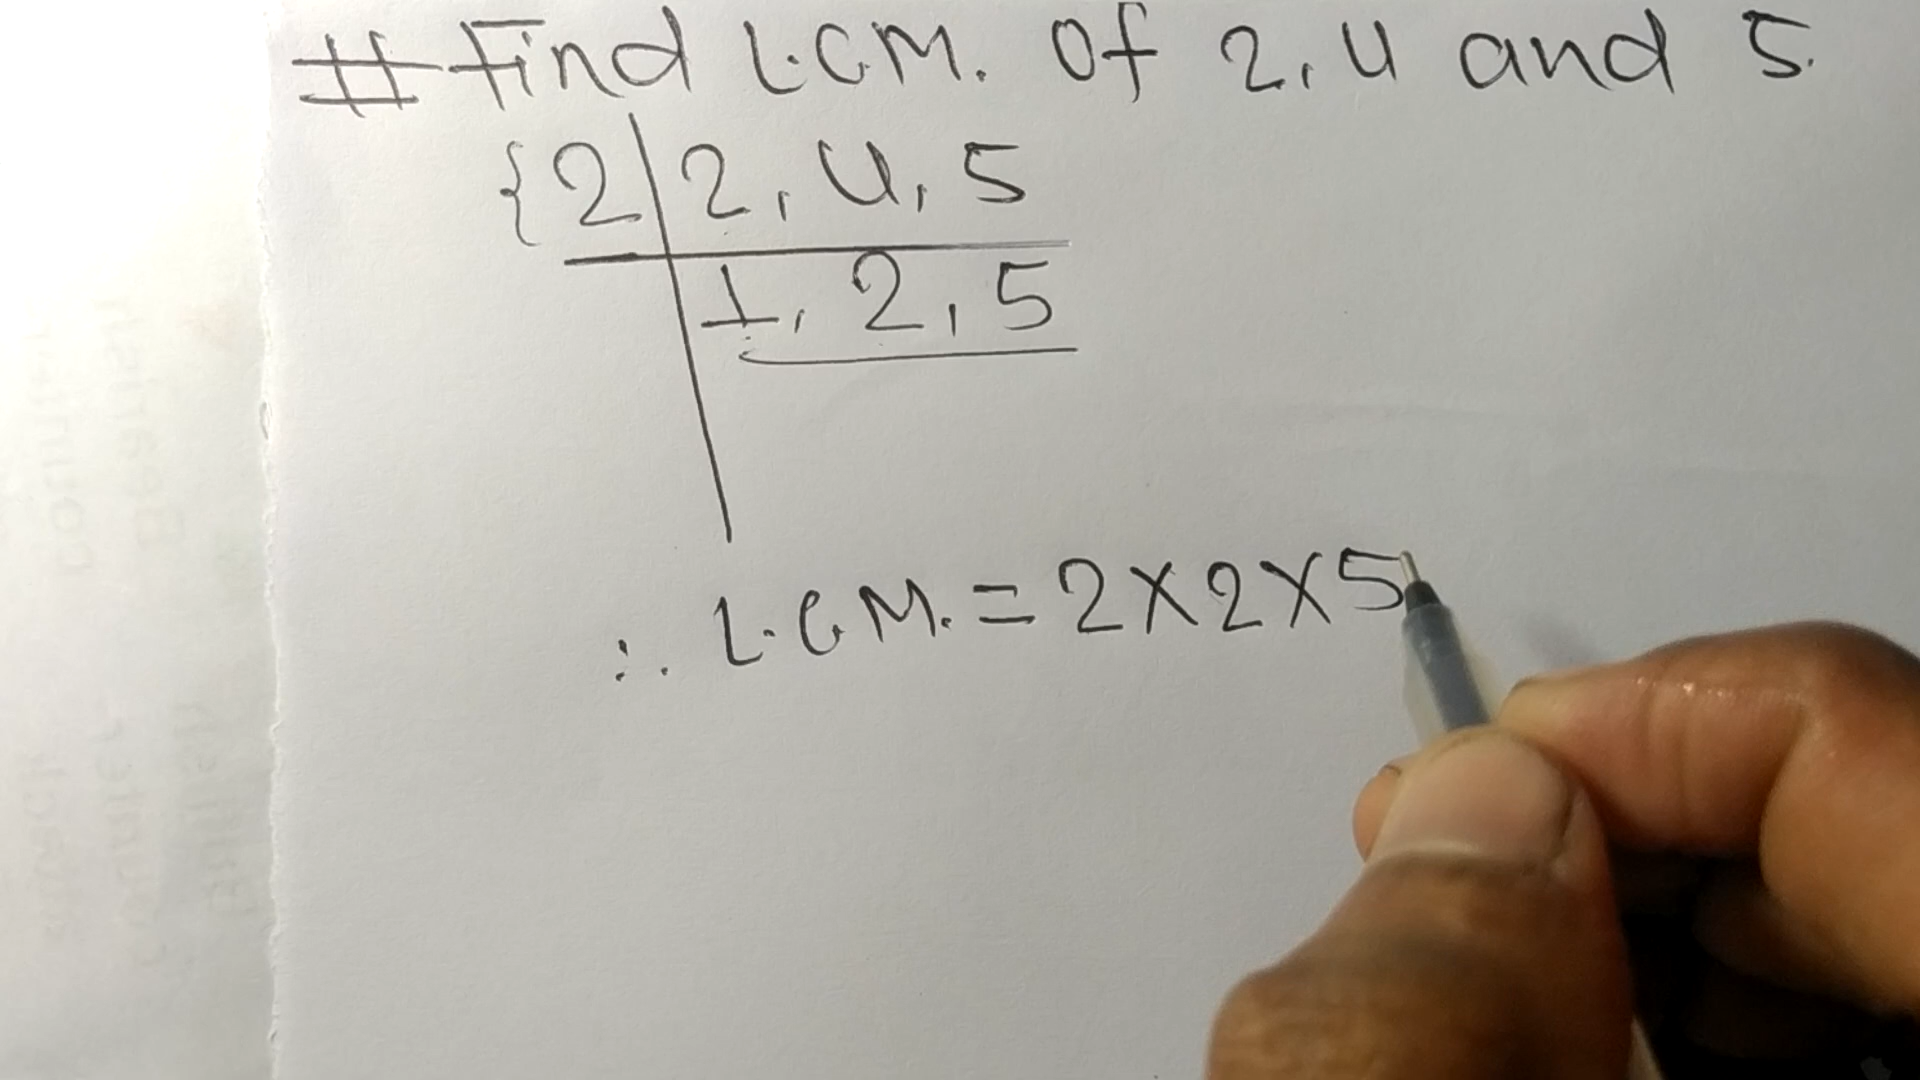 # Find L.C.M. of 2, 4 and 5.
{2 | 2, 4, 5
1, 2, 5
∴ L.C.M. = 2×2×5